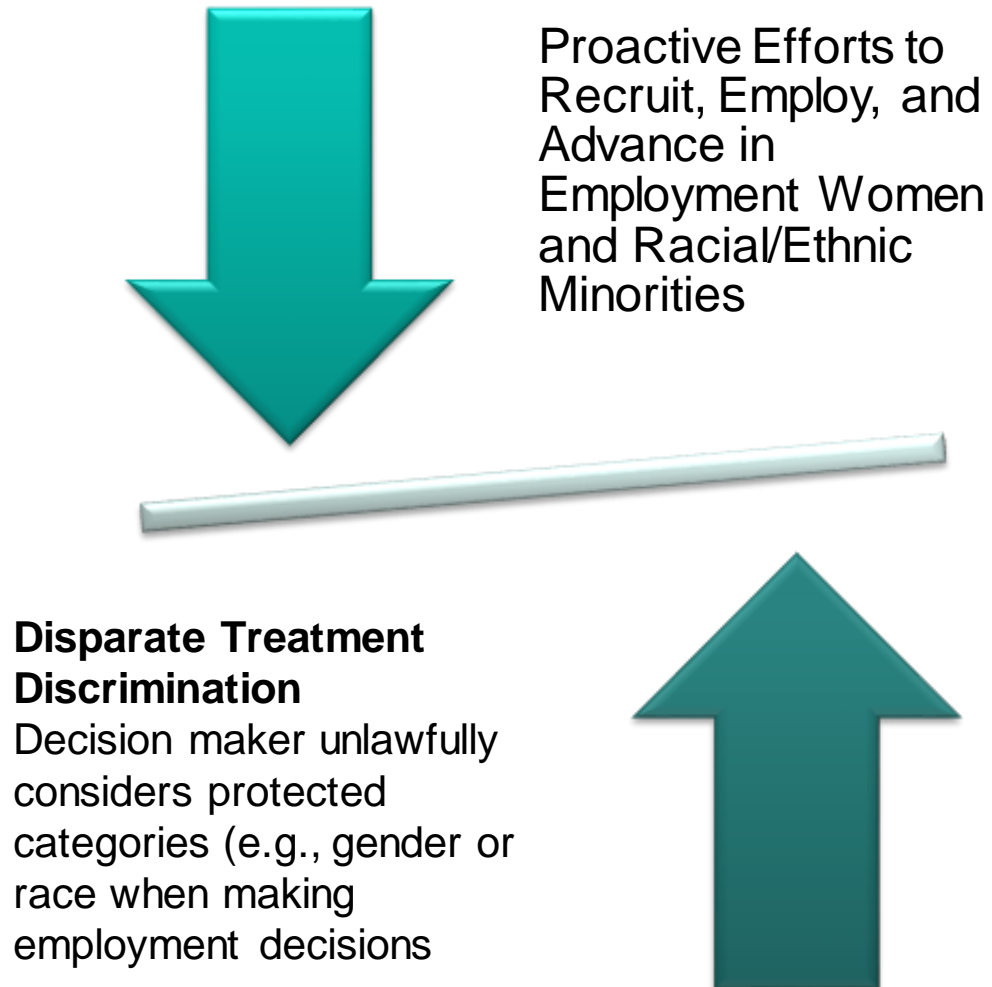 Proactive Efforts to
Recruit, Employ, and
Advance in
Employment Women
and Racial/Ethnic
Minorities
Disparate Treatment
Discrimination
Decision maker unlawfully
considers protected
categories (e.g., gender or
race when making
employment decisions